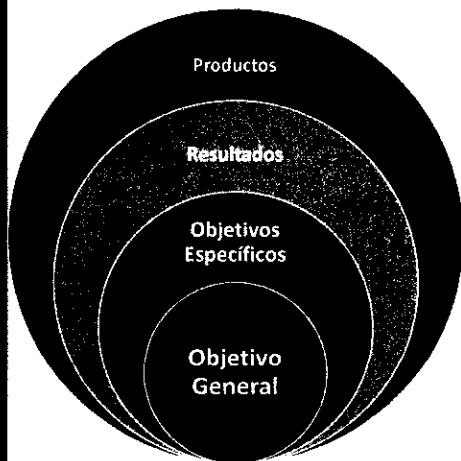 Productos
Resultados
Objetivos
Específicos
Objetivo
General